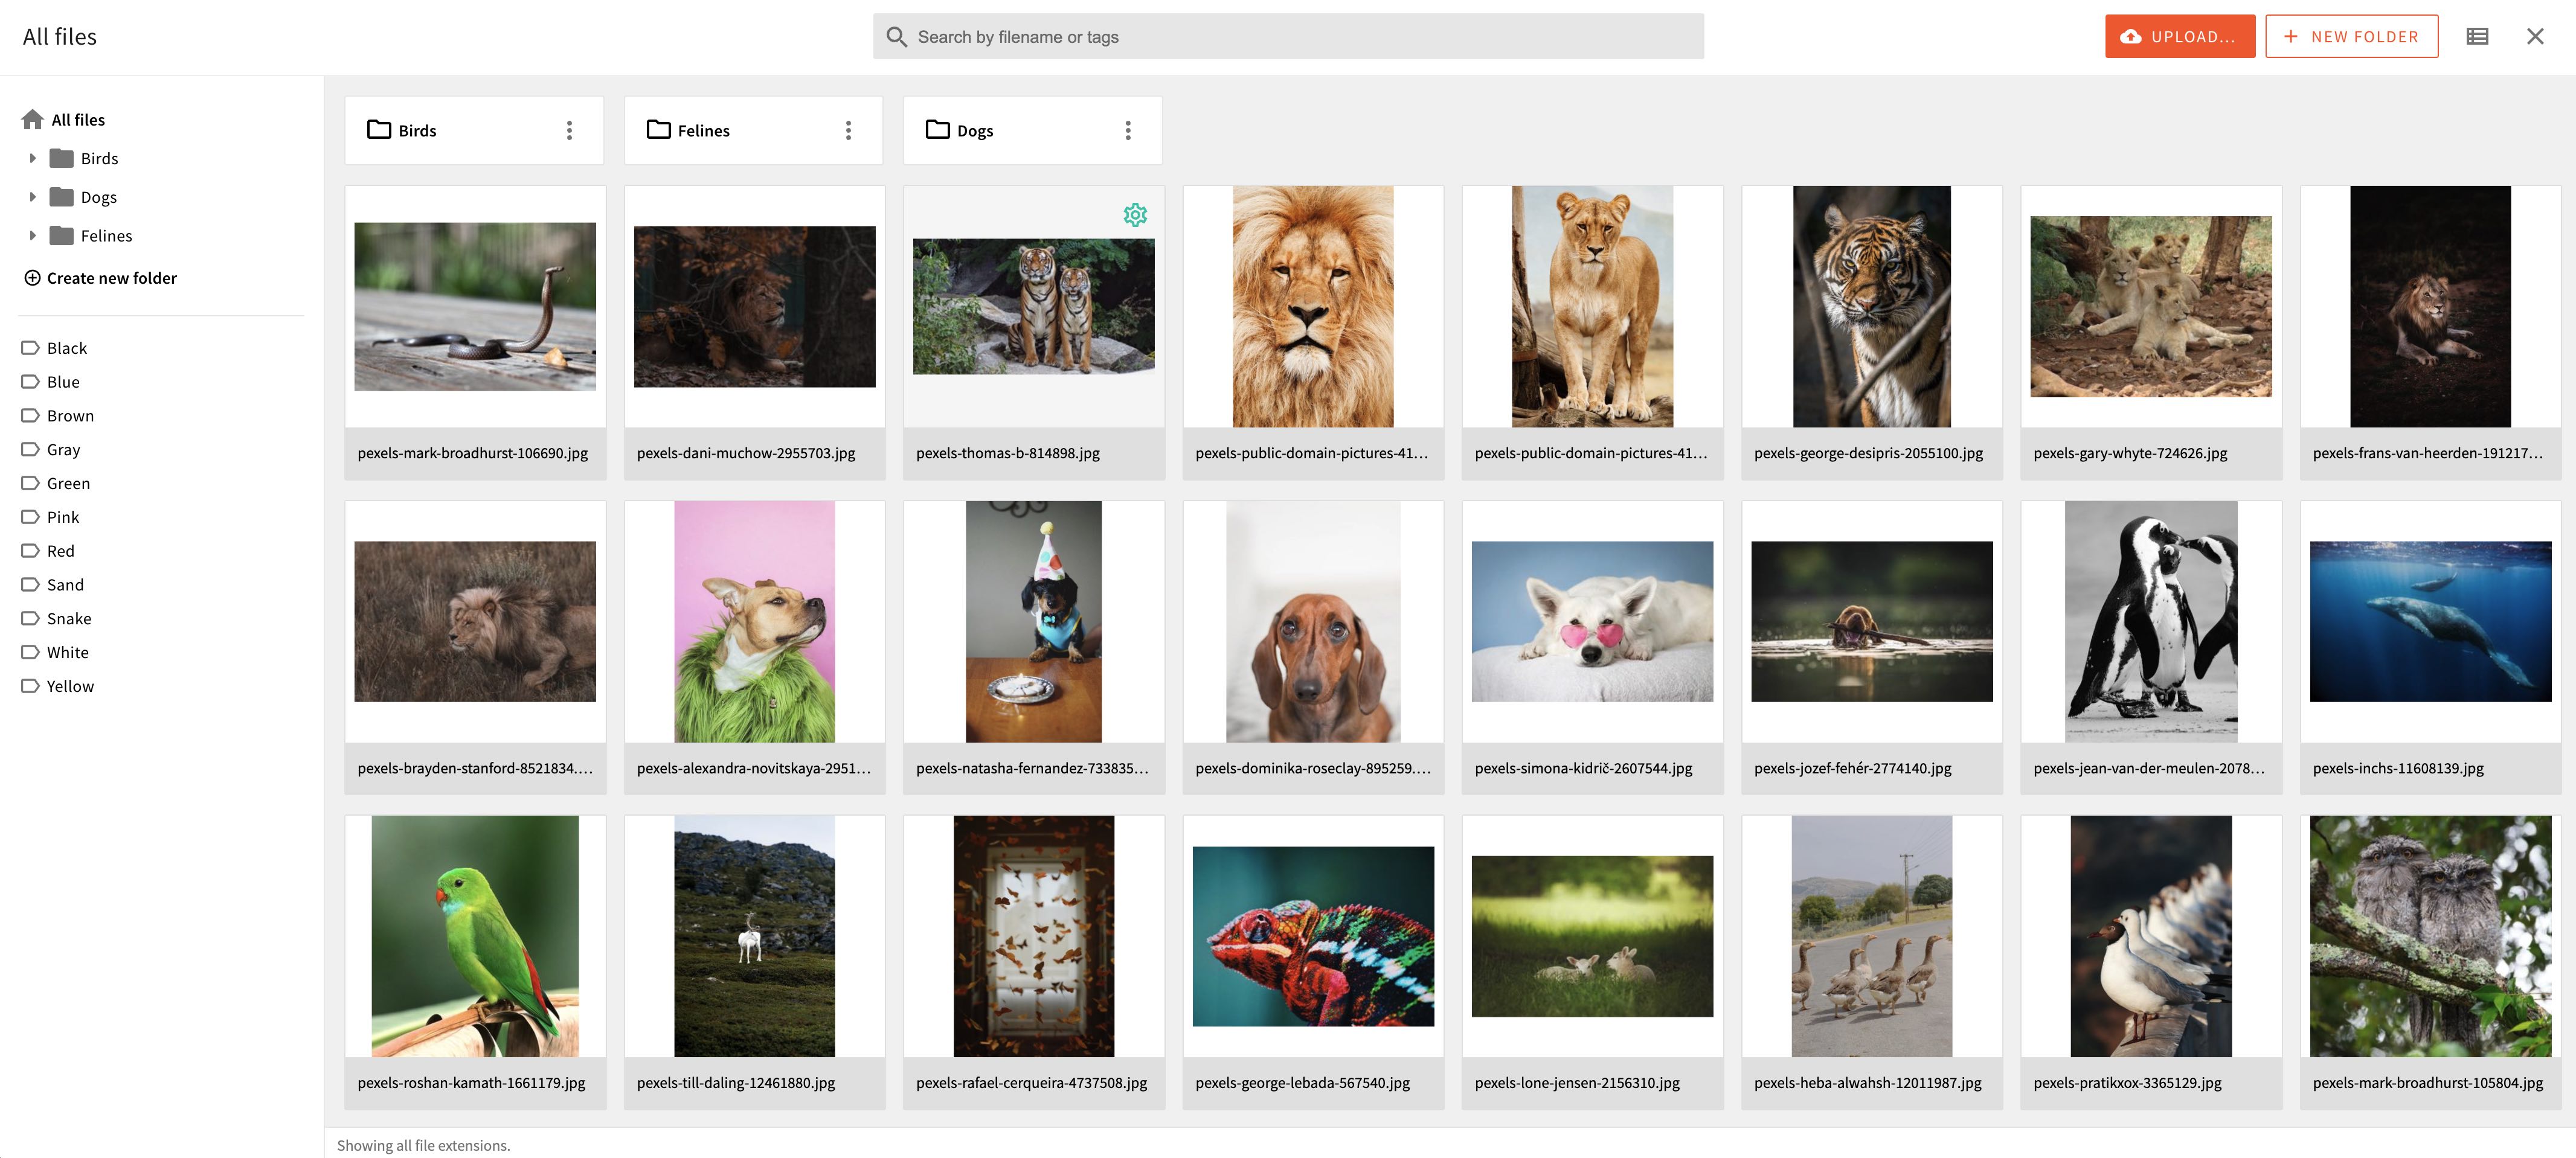 All files
Search by filename or tags
UPLOAD...
NEW FOLDER
All files
Birds
Dogs
Felines
Create new folder
Black
Blue
Brown
Gray
Green
Pink
Red
Sand
Snake
White
Yellow
Birds
Felines
Dogs
pexels-mark-broadhurst-106690.jpg
pexels-dani-muchow-2955703.jpg
pexels-thomas-b-814898.jpg
pexels-public-domain-pictures-41...
pexels-public-domain-pictures-41...
pexels-george-desipris-2055100.jpg
pexels-gary-whyte-724626.jpg
pexels-frans-van-heerden-191217...
pexels-brayden-stanford-8521834....
pexels-alexandra-novitskaya-2951...
pexels-natasha-fernandez-733835...
pexels-dominika-roseclay-895259....
pexels-simona-kidrič-2607544.jpg
pexels-jozef-fehér-2774140.jpg
pexels-jean-van-der-meulen-2078...
pexels-inchs-11608139.jpg
pexels-roshan-kamath-1661179.jpg
pexels-till-daling-12461880.jpg
pexels-rafael-cerqueira-4737508.jpg
pexels-george-lebada-567540.jpg
pexels-lone-jensen-2156310.jpg
pexels-heba-alwahsh-12011987.jpg
pexels-pratikxox-3365129.jpg
pexels-mark-broadhurst-105804.jpg
Showing all file extensions.